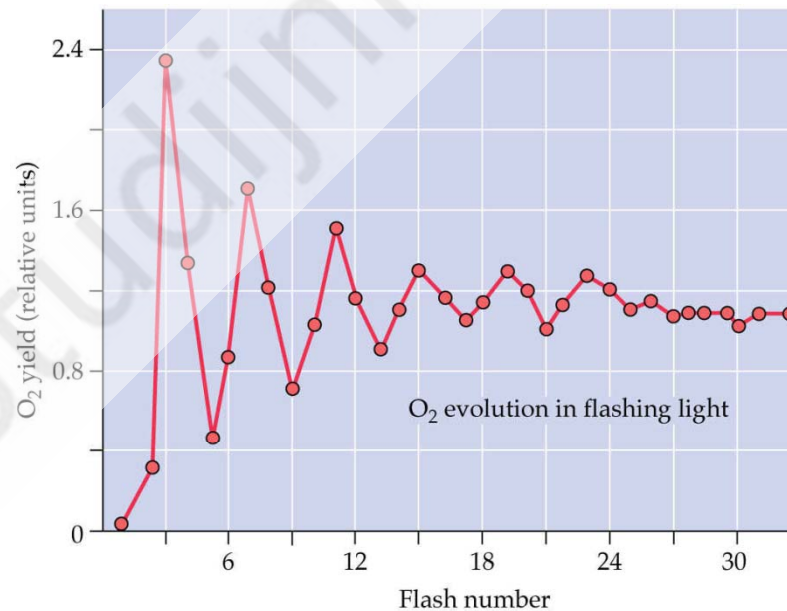 2.4
1.6
0.8
0
O₂ yield (relative units)
O₂ evolution in flashing light
6 12 18 24 30
Flash number